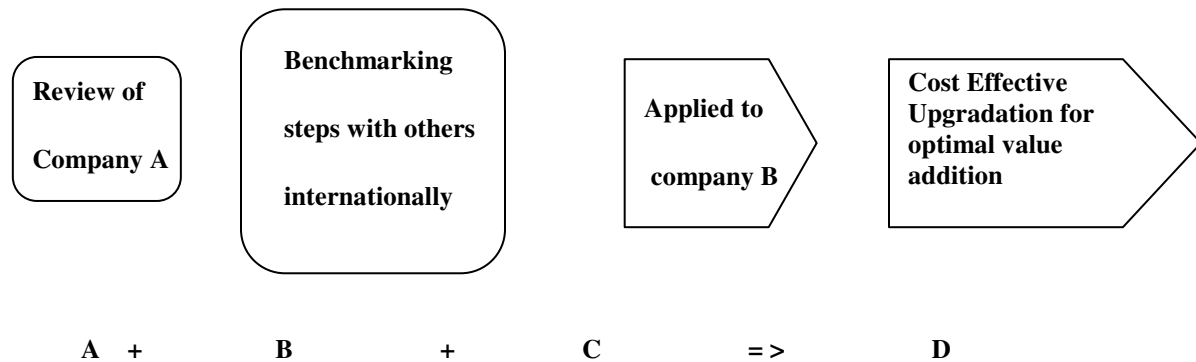 Review of
Company A
Benchmarking
steps with others
internationally
Applied to
company B
Cost Effective
Upgradation for
optimal value
addition
A + B + C = > D